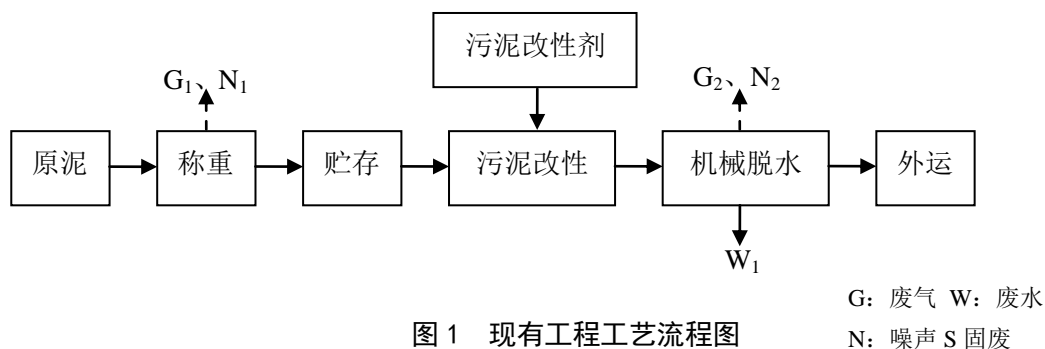 污泥改性剂
G₁、N₁
G₂、N₂
原泥
称重
贮存
污泥改性
机械脱水
外运
W₁
G：废气 W：废水
图 1 现有工程工艺流程图
N：噪声 S 固废